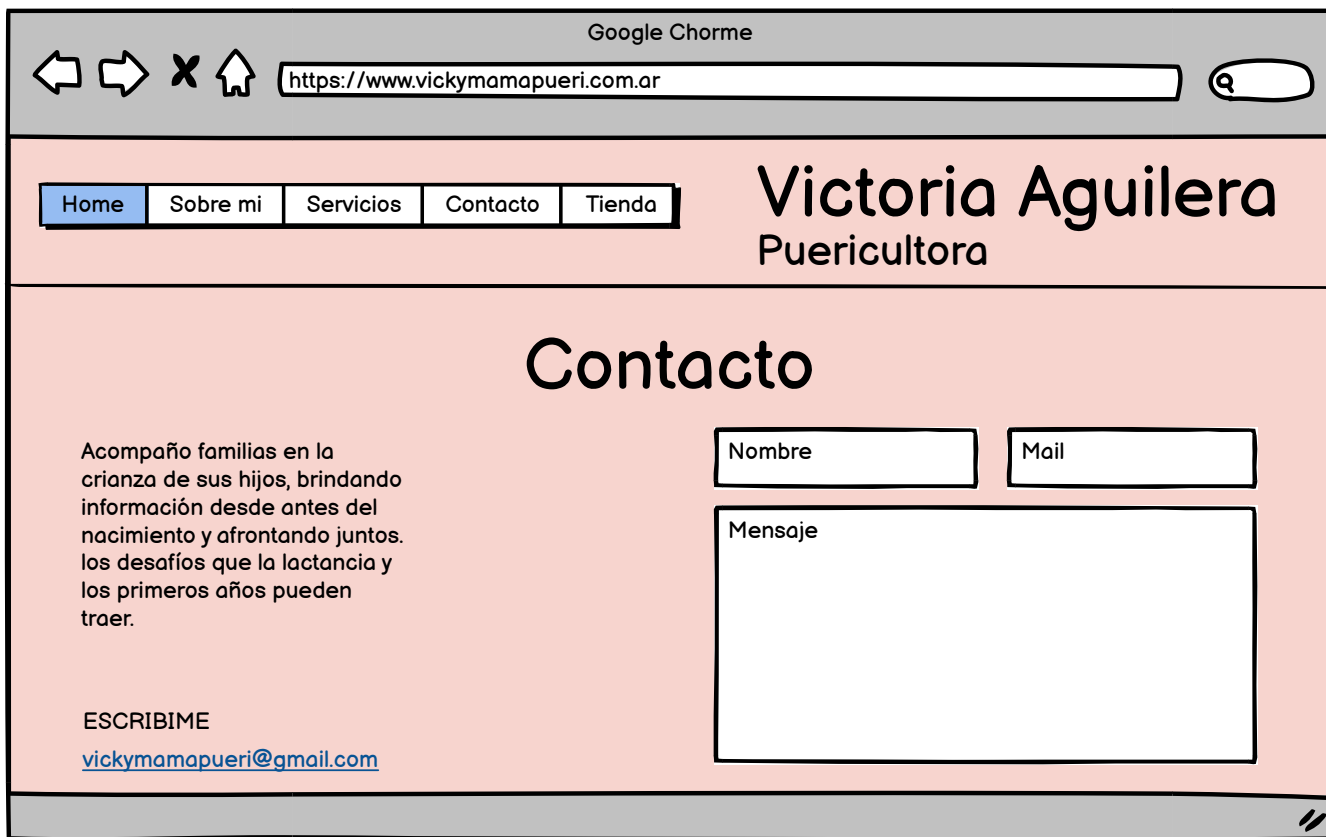 Google Chorme
https://www.vickymamapueri.com.ar
Home Sobre mi Servicios Contacto Tienda
Victoria Aguilera
Puericultora
Contacto
Acompaño familias en la
crianza de sus hijos, brindando
información desde antes del
nacimiento y afrontando juntos.
los desafíos que la lactancia y
los primeros años pueden
traer.
ESCRIBIME
vickymamapueri@gmail.com
Nombre Mail
Mensaje